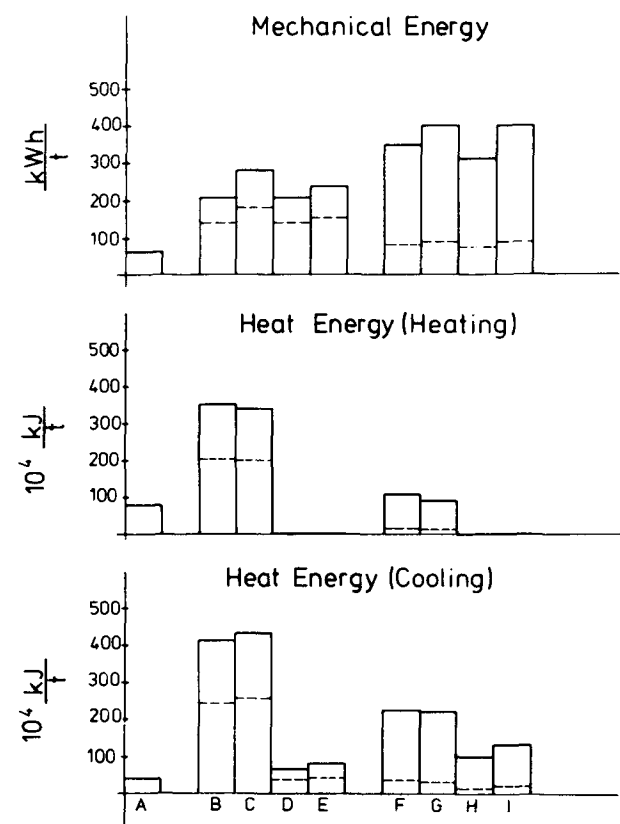 Mechanical Energy
kWh
t
500
400
300
200
100
Heat Energy (Heating)
10⁴ kJ
t
500
400
300
200
100
Heat Energy (Cooling)
10⁴ kJ
t
500
400
300
200
100
A B C D E F G H I